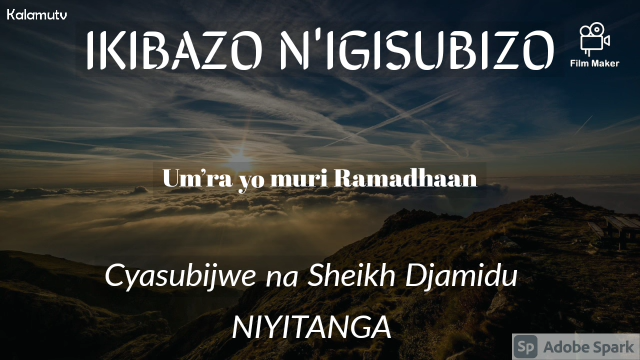 Kalamutv
IKIBAZO N'IGISUBIZO
Film Maker
Um'ra yo muri Ramadhaan
Cyasubijwe na Sheikh Djamidu
NIYITANGA
Sp Adobe Spark